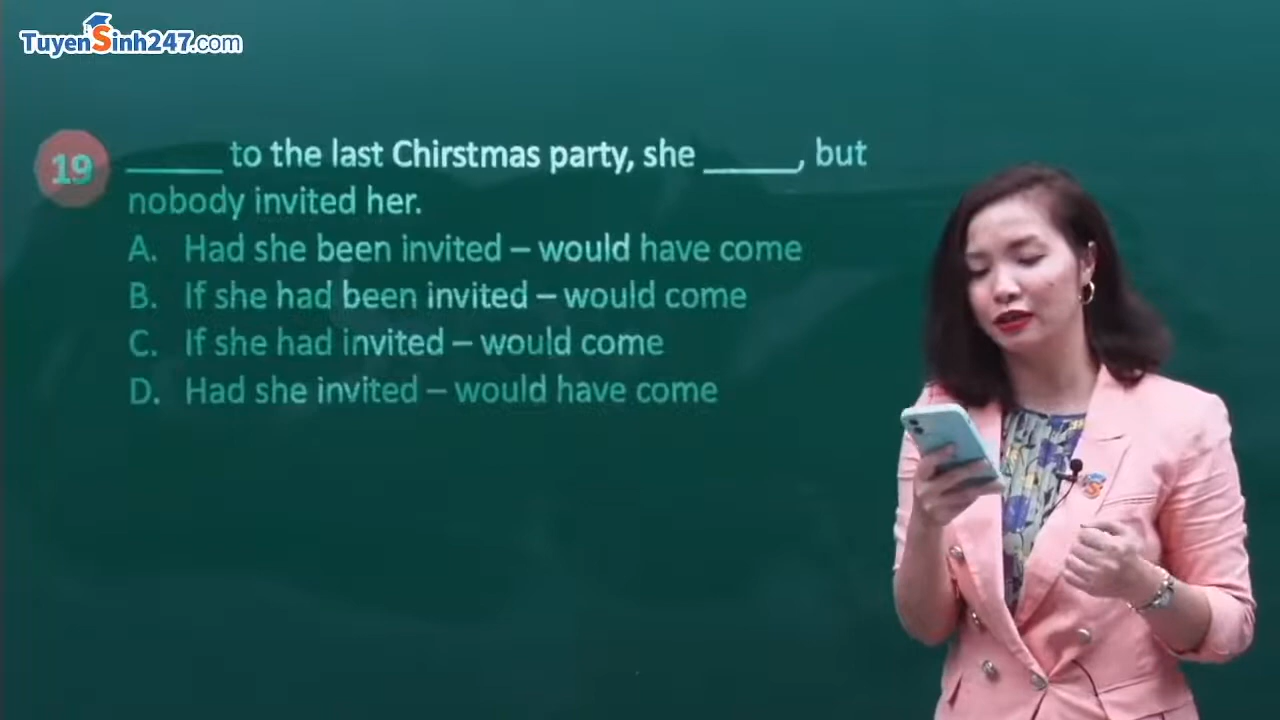 TuyenSinh247.com
19 ______ to the last Chirstmas party, she ______, but
nobody invited her.
A. Had she been invited – would have come
B. If she had been invited – would come
C. If she had invited – would come
D. Had she invited – would have come